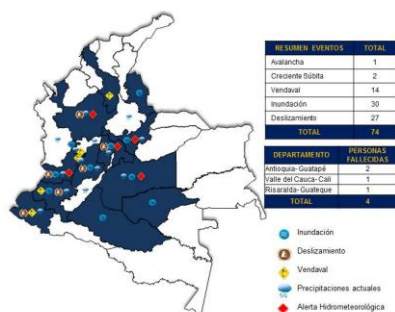 RESUMEN EVENTOS TOTAL
Avalancha 1
Creciente Súbita 2
Vendaval 14
Inundación 30
Deslizamiento 27
TOTAL 74
DEPARTAMENTO PERSONAS FALLECIDAS
Antioquia- Guatapé 2
Valle del Cauca- Cali 1
Risaralda- Guateque 1
TOTAL 4
Inundación
Deslizamiento
Vendaval
Precipitaciones actuales
Alerta Hidrometeorológica